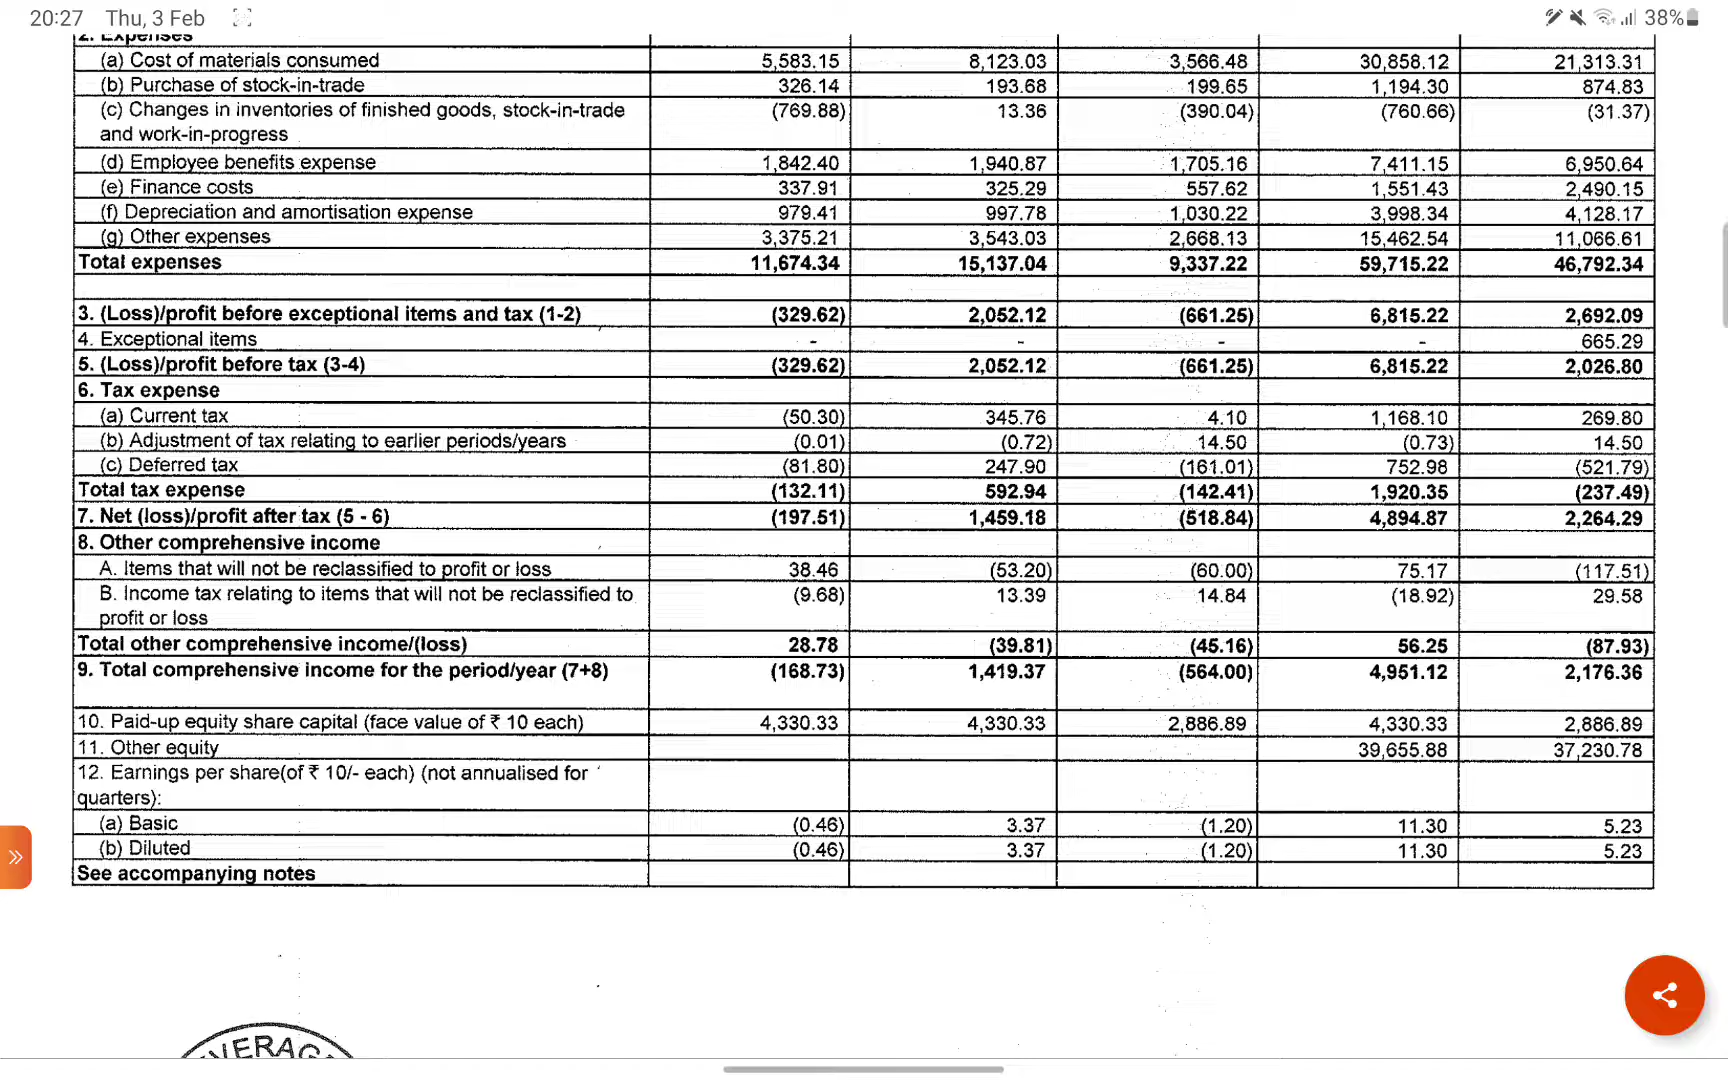 20:27 Thu, 3 Feb 38%
2. Expenses
(a) Cost of materials consumed 5,583.15 8,123.03 3,566.48 30,858.12 21,313.31
(b) Purchase of stock-in-trade 326.14 193.68 199.65 1,194.30 874.83
(c) Changes in inventories of finished goods, stock-in-trade (769.88) 13.36 (390.04) (760.66) (31.37)
and work-in-progress
(d) Employee benefits expense 1,842.40 1,940.87 1,705.16 7,411.15 6,950.64
(e) Finance costs 337.91 325.29 557.62 1,551.43 2,490.15
(f) Depreciation and amortisation expense 979.41 997.78 1,030.22 3,998.34 4,128.17
(g) Other expenses 3,375.21 3,543.03 2,668.13 15,462.54 11,066.61
Total expenses 11,674.34 15,137.04 9,337.22 59,715.22 46,792.34
3. (Loss)/profit before exceptional items and tax (1-2) (329.62) 2,052.12 (661.25) 6,815.22 2,692.09
4. Exceptional items - - - - 665.29
5. (Loss)/profit before tax (3-4) (329.62) 2,052.12 (661.25) 6,815.22 2,026.80
6. Tax expense
(a) Current tax (50.30) 345.76 4.10 1,168.10 269.80
(b) Adjustment of tax relating to earlier periods/years (0.01) (0.72) 14.50 (0.73) 14.50
(c) Deferred tax (81.80) 247.90 (161.01) 752.98 (521.79)
Total tax expense (132.11) 592.94 (142.41) 1,920.35 (237.49)
7. Net (loss)/profit after tax (5 - 6) (197.51) 1,459.18 (518.84) 4,894.87 2,264.29
8. Other comprehensive income
A. Items that will not be reclassified to profit or loss 38.46 (53.20) (60.00) 75.17 (117.51)
B. Income tax relating to items that will not be reclassified to (9.68) 13.39 14.84 (18.92) 29.58
profit or loss
Total other comprehensive income/(loss) 28.78 (39.81) (45.16) 56.25 (87.93)
9. Total comprehensive income for the period/year (7+8) (168.73) 1,419.37 (564.00) 4,951.12 2,176.36
10. Paid-up equity share capital (face value of ₹ 10 each) 4,330.33 4,330.33 2,886.89 4,330.33 2,886.89
11. Other equity 39,655.88 37,230.78
12. Earnings per share(of ₹ 10/- each) (not annualised for
quarters):
(a) Basic (0.46) 3.37 (1.20) 11.30 5.23
(b) Diluted (0.46) 3.37 (1.20) 11.30 5.23
See accompanying notes